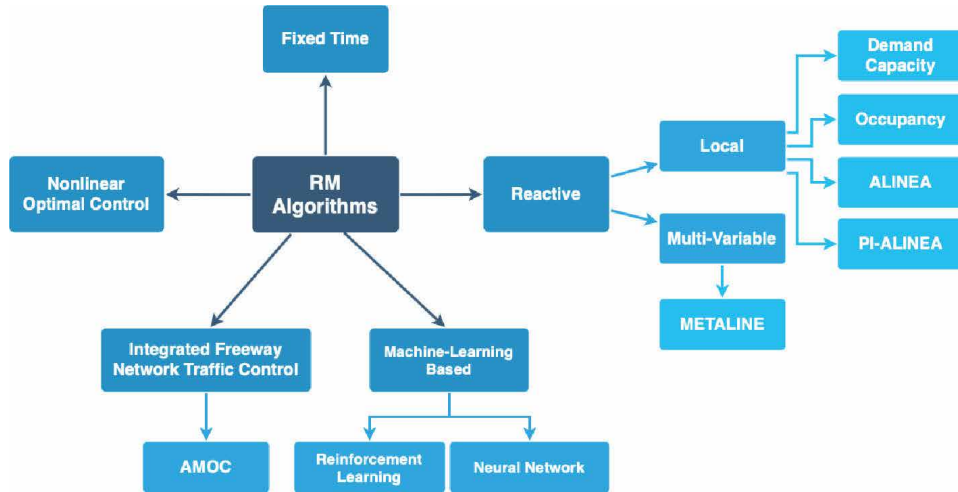 Fixed Time
Demand
Capacity
Occupancy
Local
Nonlinear
Optimal Control
RM
Algorithms
Reactive
ALINEA
Multi-Variable
PI-ALINEA
METALINE
Integrated Freeway
Network Traffic Control
Machine-Learning
Based
AMOC
Reinforcement
Learning
Neural Network